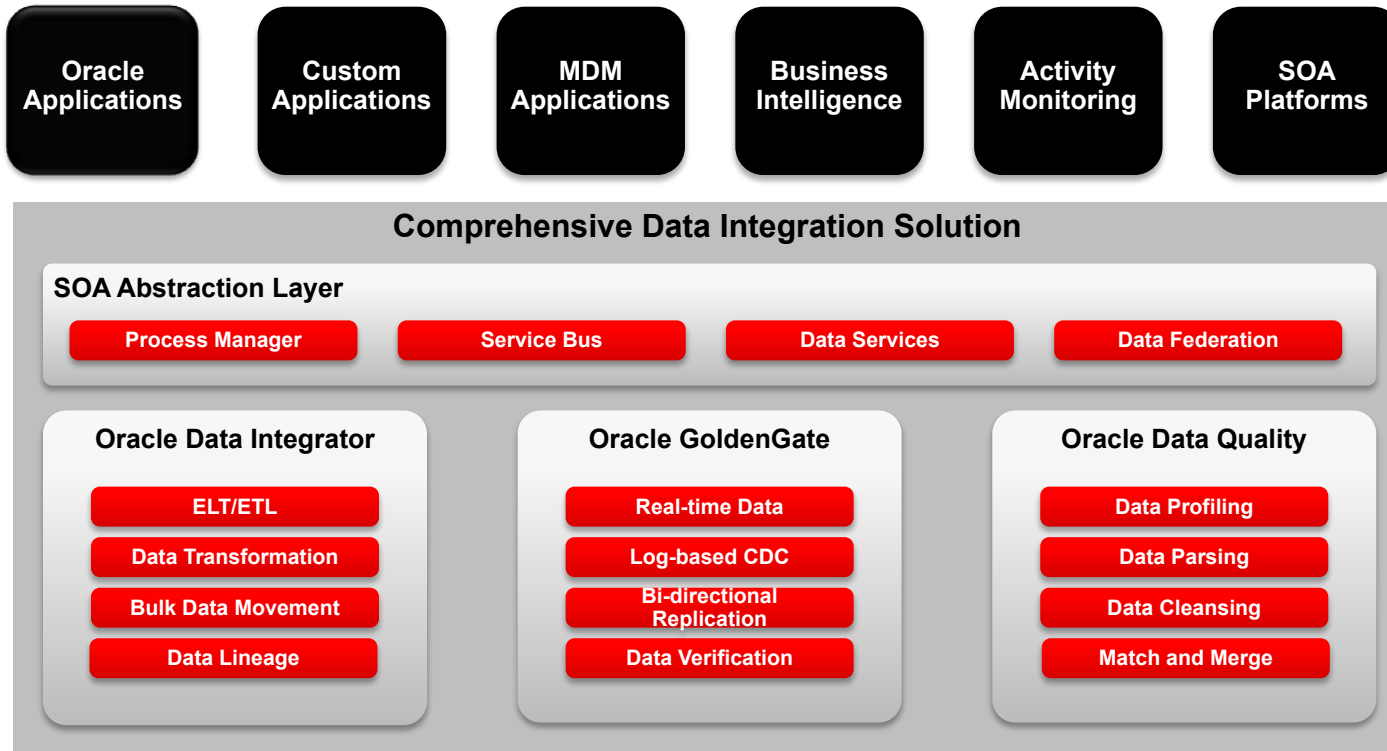 Oracle
Applications
Custom
Applications
MDM
Applications
Business
Intelligence
Activity
Monitoring
SOA
Platforms
Comprehensive Data Integration Solution
SOA Abstraction Layer
Process Manager
Service Bus
Data Services
Data Federation
Oracle Data Integrator
ELT/ETL
Data Transformation
Bulk Data Movement
Data Lineage
Oracle GoldenGate
Real-time Data
Log-based CDC
Bi-directional
Replication
Data Verification
Oracle Data Quality
Data Profiling
Data Parsing
Data Cleansing
Match and Merge